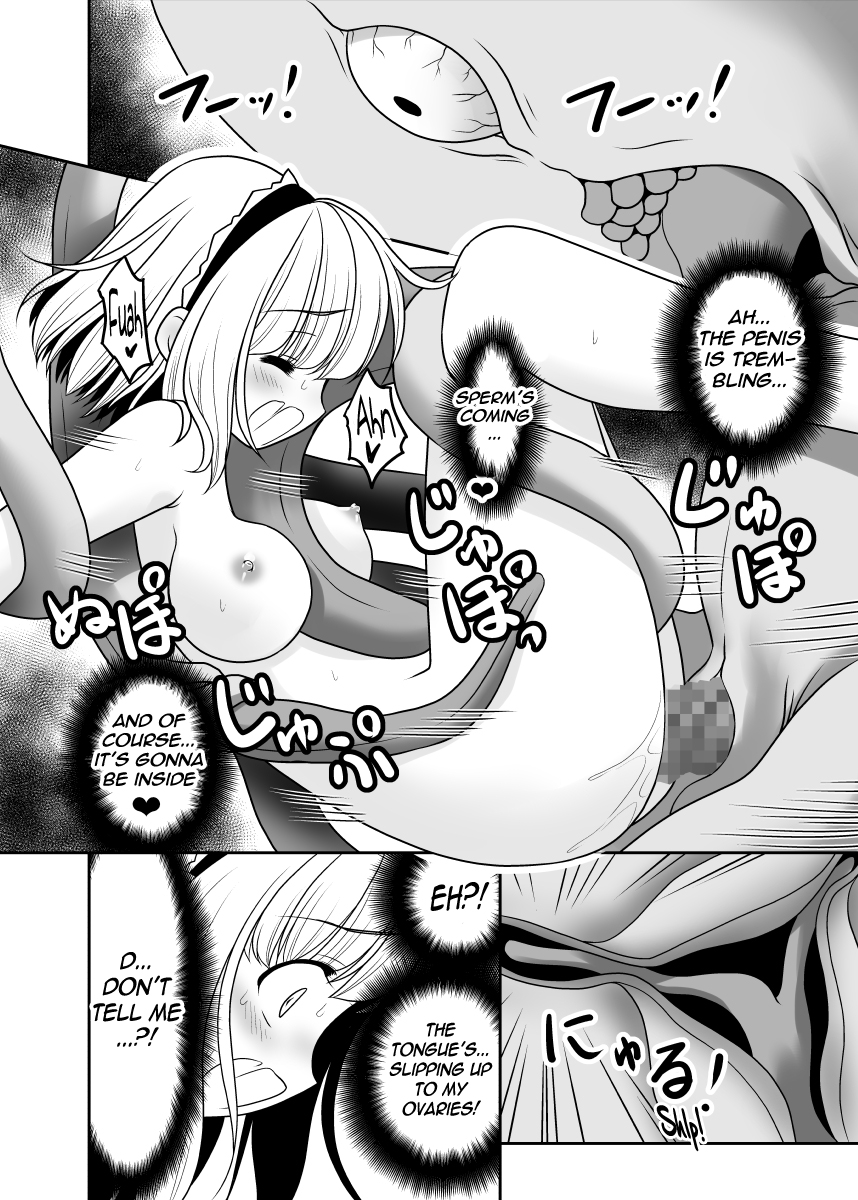 フーッ!
フーッ!
AH...
THE PENIS
IS TREM-
BLING...
SPERM'S
COMING
...
♥
Fuah
♥
Ahn
♥
じゅぽ
じゅぽっ
ぬぽ
じゅぷ
AND OF
COURSE...
IT'S GONNA
BE INSIDE
♥
にゅる!
Shlp!
EH?!
THE
TONGUE'S...
SLIPPING UP
TO MY
OVARIES!
D...
DON'T
TELL ME
...?!